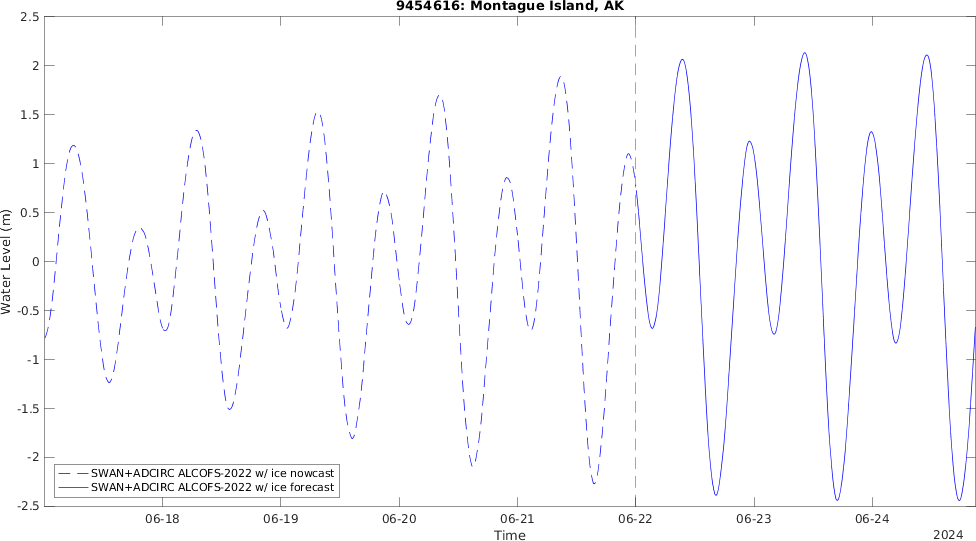 9454616: Montague Island, AK
2.5
2
1.5
1
0.5
0
-0.5
-1
-1.5
-2
-2.5
Water Level (m)
SWAN+ADCIRC ALCOFS-2022 w/ ice nowcast
SWAN+ADCIRC ALCOFS-2022 w/ ice forecast
06-18 06-19 06-20 06-21 06-22 06-23 06-24
Time
2024